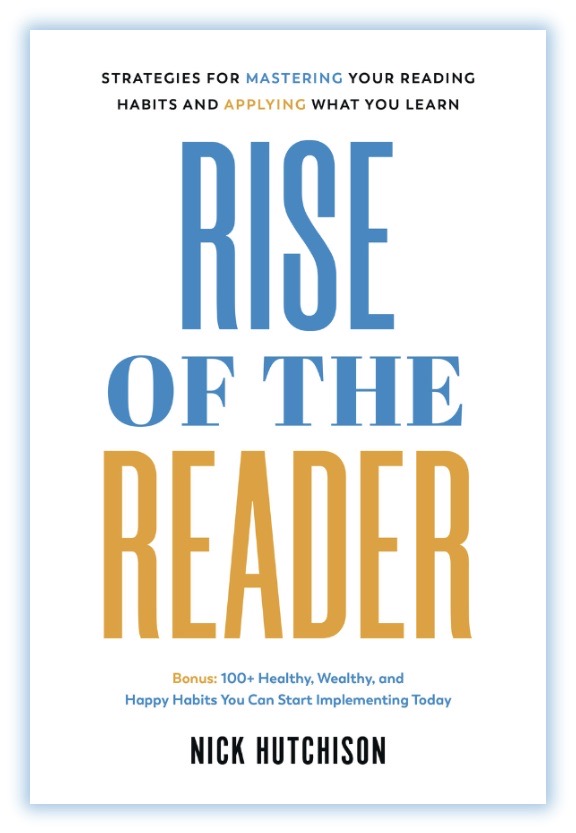 STRATEGIES FOR MASTERING YOUR READING
HABITS AND APPLYING WHAT YOU LEARN
RISE
OF THE
READER
Bonus: 100+ Healthy, Wealthy, and
Happy Habits You Can Start Implementing Today
NICK HUTCHISON